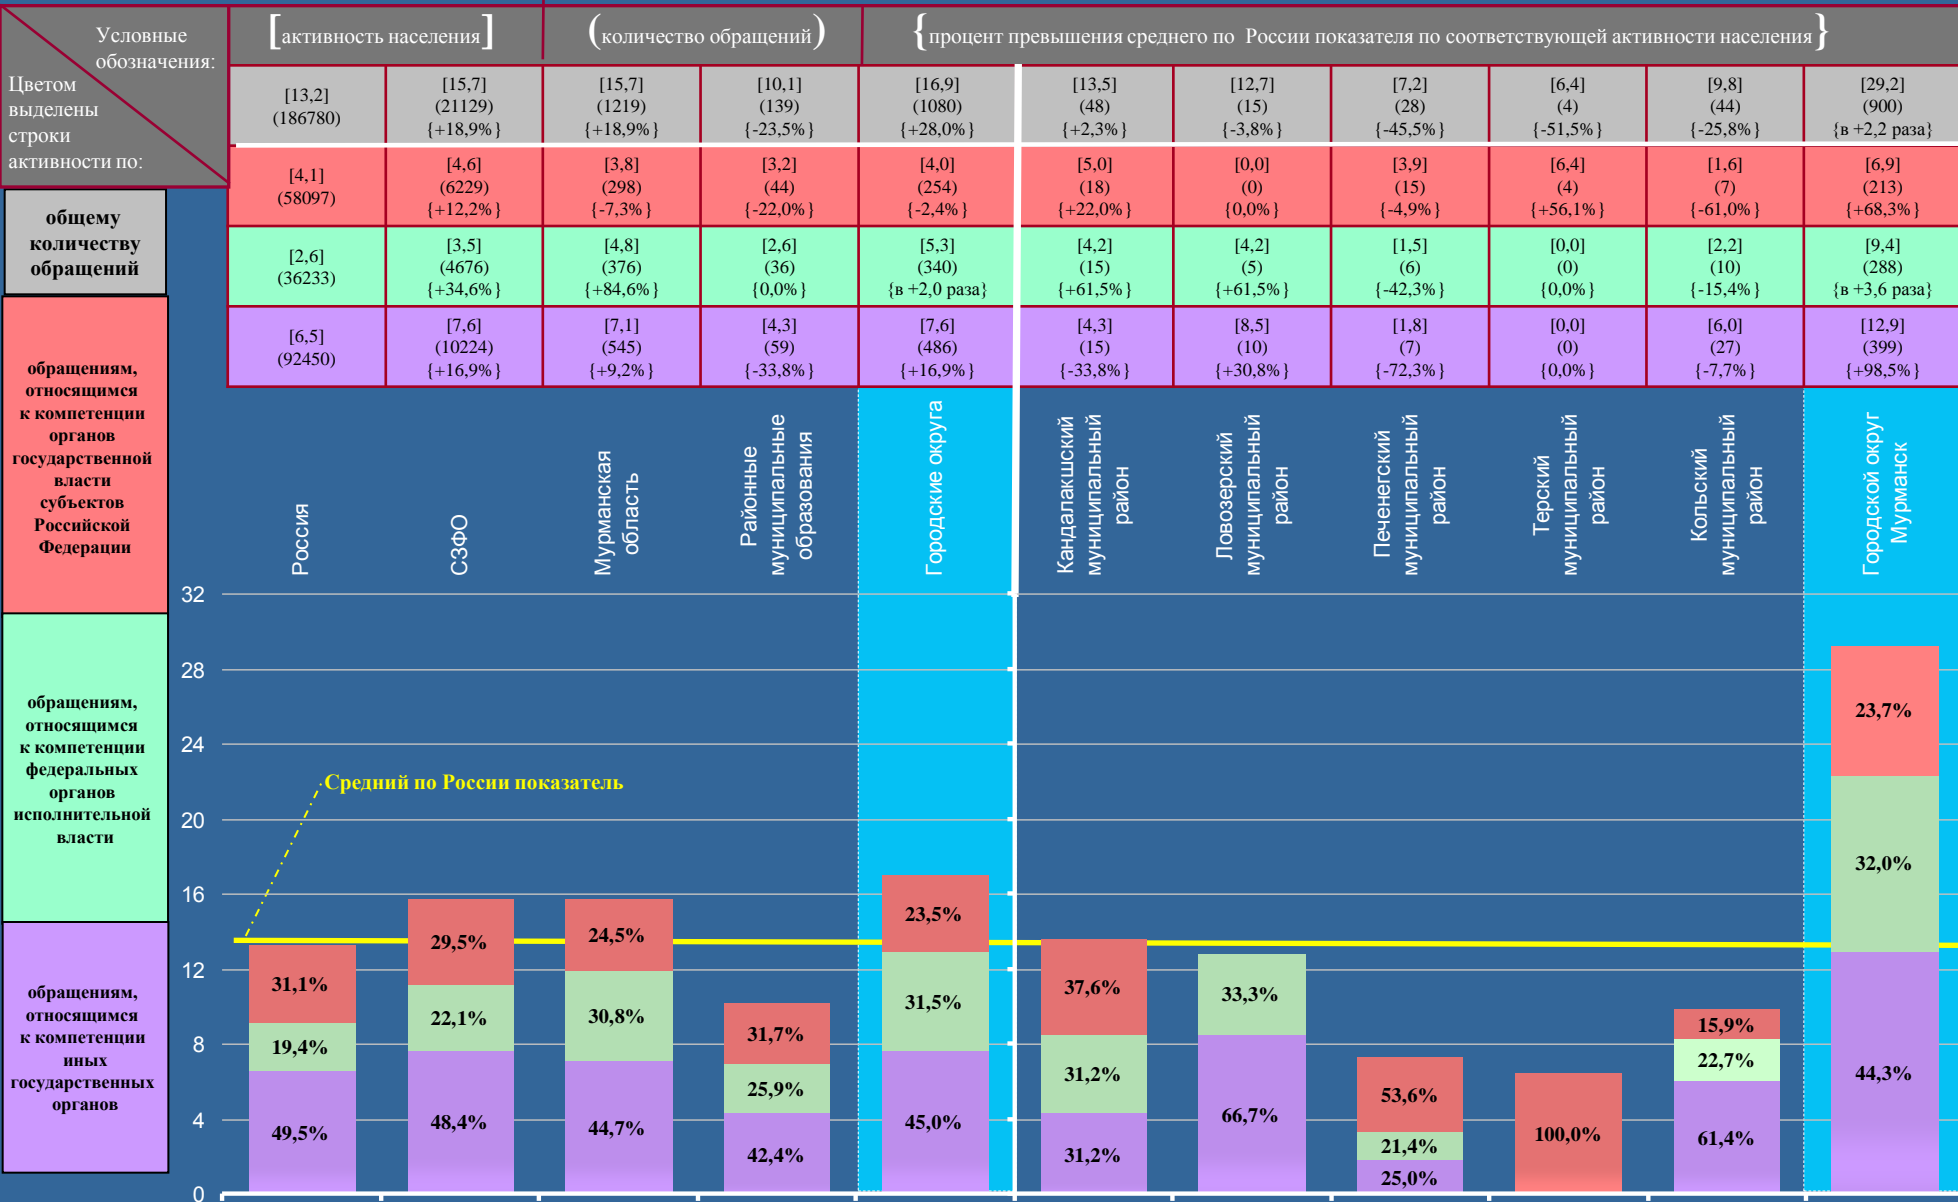 Условные
обозначения:
Цветом
выделены
строки
активности по:
[активность населения]
(количество обращений)
{процент превышения среднего по России показателя по соответствующей активности населения}
[13,2]
(186780)
[15,7]
(21129)
{+18,9%}
[15,7]
(1219)
{+18,9%}
[10,1]
(139)
{-23,5%}
[16,9]
(1080)
{+28,0%}
[13,5]
(48)
{+2,3%}
[12,7]
(15)
{-3,8%}
[7,2]
(28)
{-45,5%}
[6,4]
(4)
{-51,5%}
[9,8]
(44)
{-25,8%}
[29,2]
(900)
{в +2,2 раза}
[4,1]
(58097)
[4,6]
(6229)
{+12,2%}
[3,8]
(298)
{-7,3%}
[3,2]
(44)
{-22,0%}
[4,0]
(254)
{-2,4%}
[5,0]
(18)
{+22,0%}
[0,0]
(0)
{0,0%}
[3,9]
(15)
{-4,9%}
[6,4]
(4)
{+56,1%}
[1,6]
(7)
{-61,0%}
[6,9]
(213)
{+68,3%}
[2,6]
(36233)
[3,5]
(4676)
{+34,6%}
[4,8]
(376)
{+84,6%}
[2,6]
(36)
{0,0%}
[5,3]
(340)
{в +2,0 раза}
[4,2]
(15)
{+61,5%}
[4,2]
(5)
{+61,5%}
[1,5]
(6)
{-42,3%}
[0,0]
(0)
{0,0%}
[2,2]
(10)
{-15,4%}
[9,4]
(288)
{в +3,6 раза}
[6,5]
(92450)
[7,6]
(10224)
{+16,9%}
[7,1]
(545)
{+9,2%}
[4,3]
(59)
{-33,8%}
[7,6]
(486)
{+16,9%}
[4,3]
(15)
{-33,8%}
[8,5]
(10)
{+30,8%}
[1,8]
(7)
{-72,3%}
[0,0]
(0)
{0,0%}
[6,0]
(27)
{-7,7%}
[12,9]
(399)
{+98,5%}
общему
количеству
обращений
обращениям,
относящимся
к компетенции
органов
государственной
власти
субъектов
Российской
Федерации
обращениям,
относящимся
к компетенции
федеральных
органов
исполнительной
власти
обращениям,
относящимся
к компетенции
иных
государственных
органов
Россия
СЗФО
Мурманская
область
Районные
муниципальные
образования
Городские округа
Кандалакшский
муниципальный
район
Ловозерский
муниципальный
район
Печенегский
муниципальный
район
Терский
муниципальный
район
Кольский
муниципальный
район
Городской округ
Мурманск
32
28
24
20
16
12
8
4
0
Средний по России показатель
31,1%
19,4%
49,5%
29,5%
22,1%
48,4%
24,5%
30,8%
44,7%
31,7%
25,9%
42,4%
23,5%
31,5%
45,0%
37,6%
31,2%
31,2%
33,3%
66,7%
53,6%
21,4%
25,0%
100,0%
15,9%
22,7%
61,4%
23,7%
32,0%
44,3%